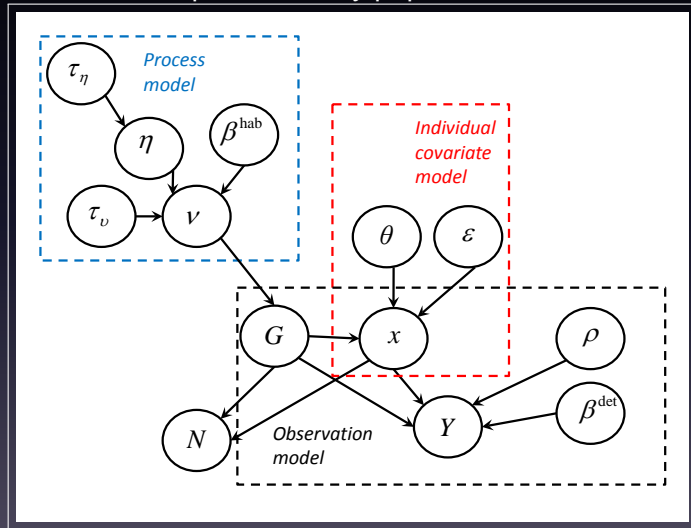 Process
model
τ_η
η
β^hab
τ_υ
ν
Individual
covariate
model
θ
ε
G
x
ρ
N
Observation
model
Y
β^det